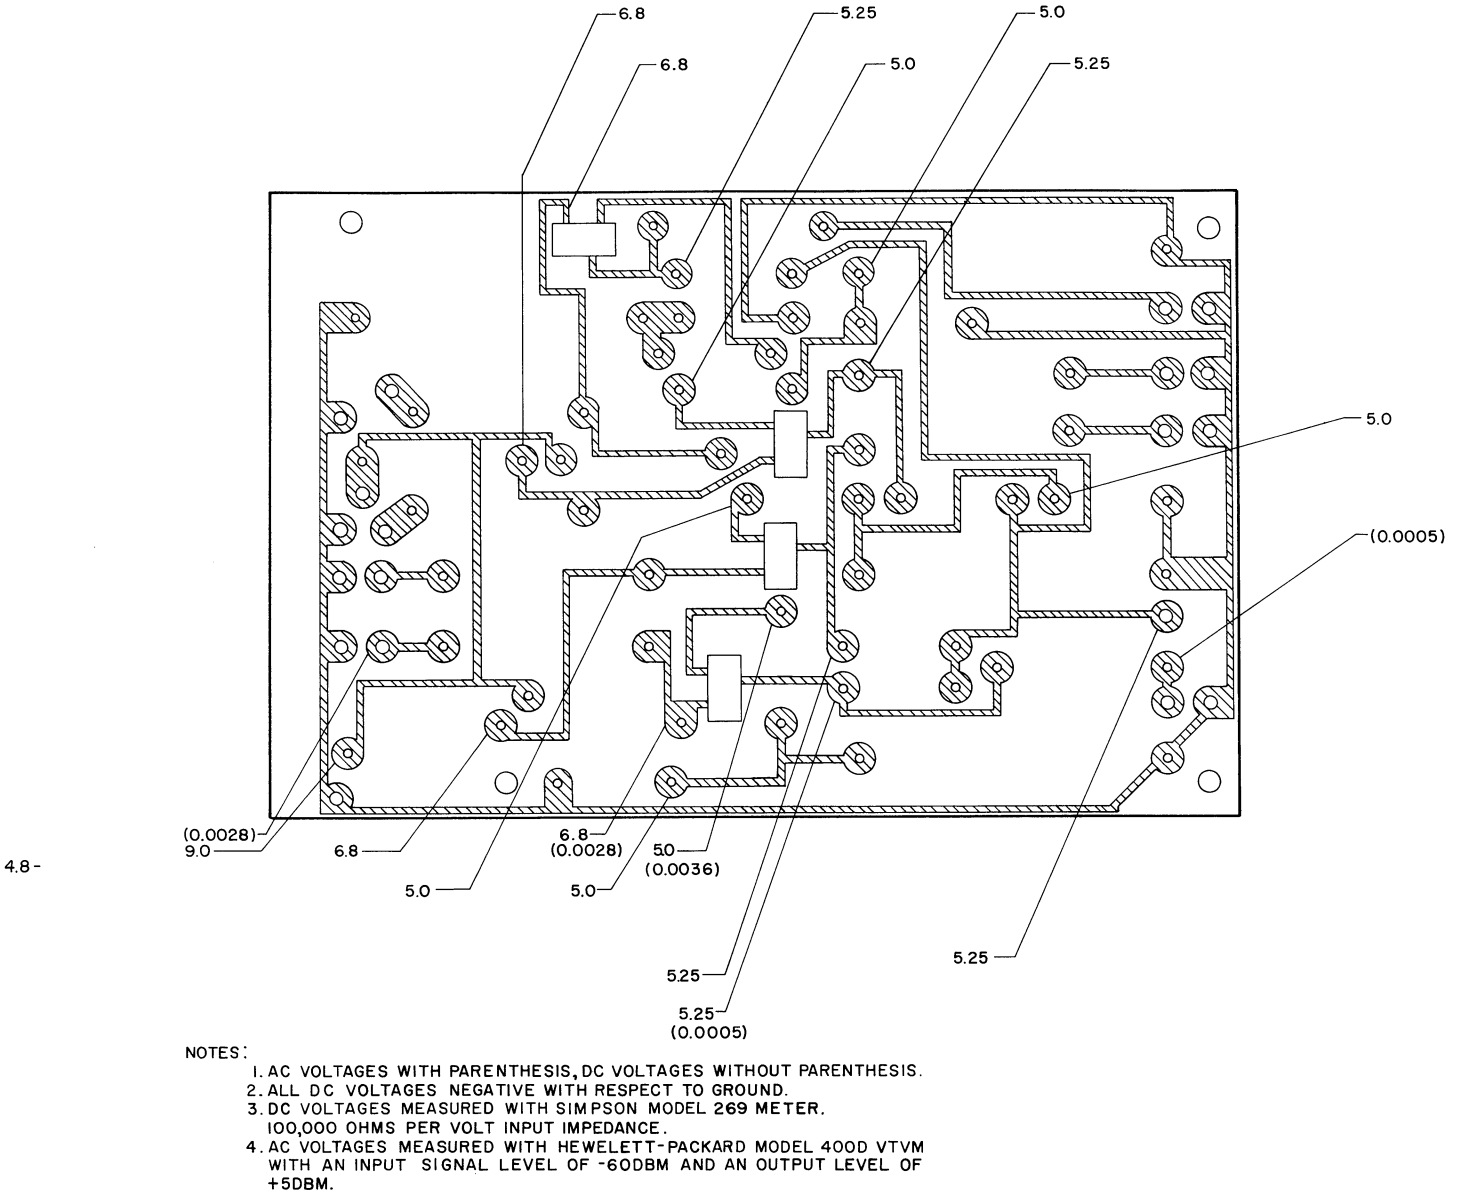 6.8
5.25
5.0
6.8
5.0
5.25
5.0
(0.0005)
(0.0028)
9.0
6.8
6.8
(0.0028)
5.0
(0.0036)
4.8-
5.0
5.0
5.25
5.25
5.25
(0.0005)
NOTES:
1. AC VOLTAGES WITH PARENTHESIS, DC VOLTAGES WITHOUT PARENTHESIS.
2. ALL DC VOLTAGES NEGATIVE WITH RESPECT TO GROUND.
3. DC VOLTAGES MEASURED WITH SIMPSON MODEL 269 METER.
100,000 OHMS PER VOLT INPUT IMPEDANCE.
4. AC VOLTAGES MEASURED WITH HEWELETT-PACKARD MODEL 400D VTVM
WITH AN INPUT SIGNAL LEVEL OF -60DBM AND AN OUTPUT LEVEL OF
+5DBM.